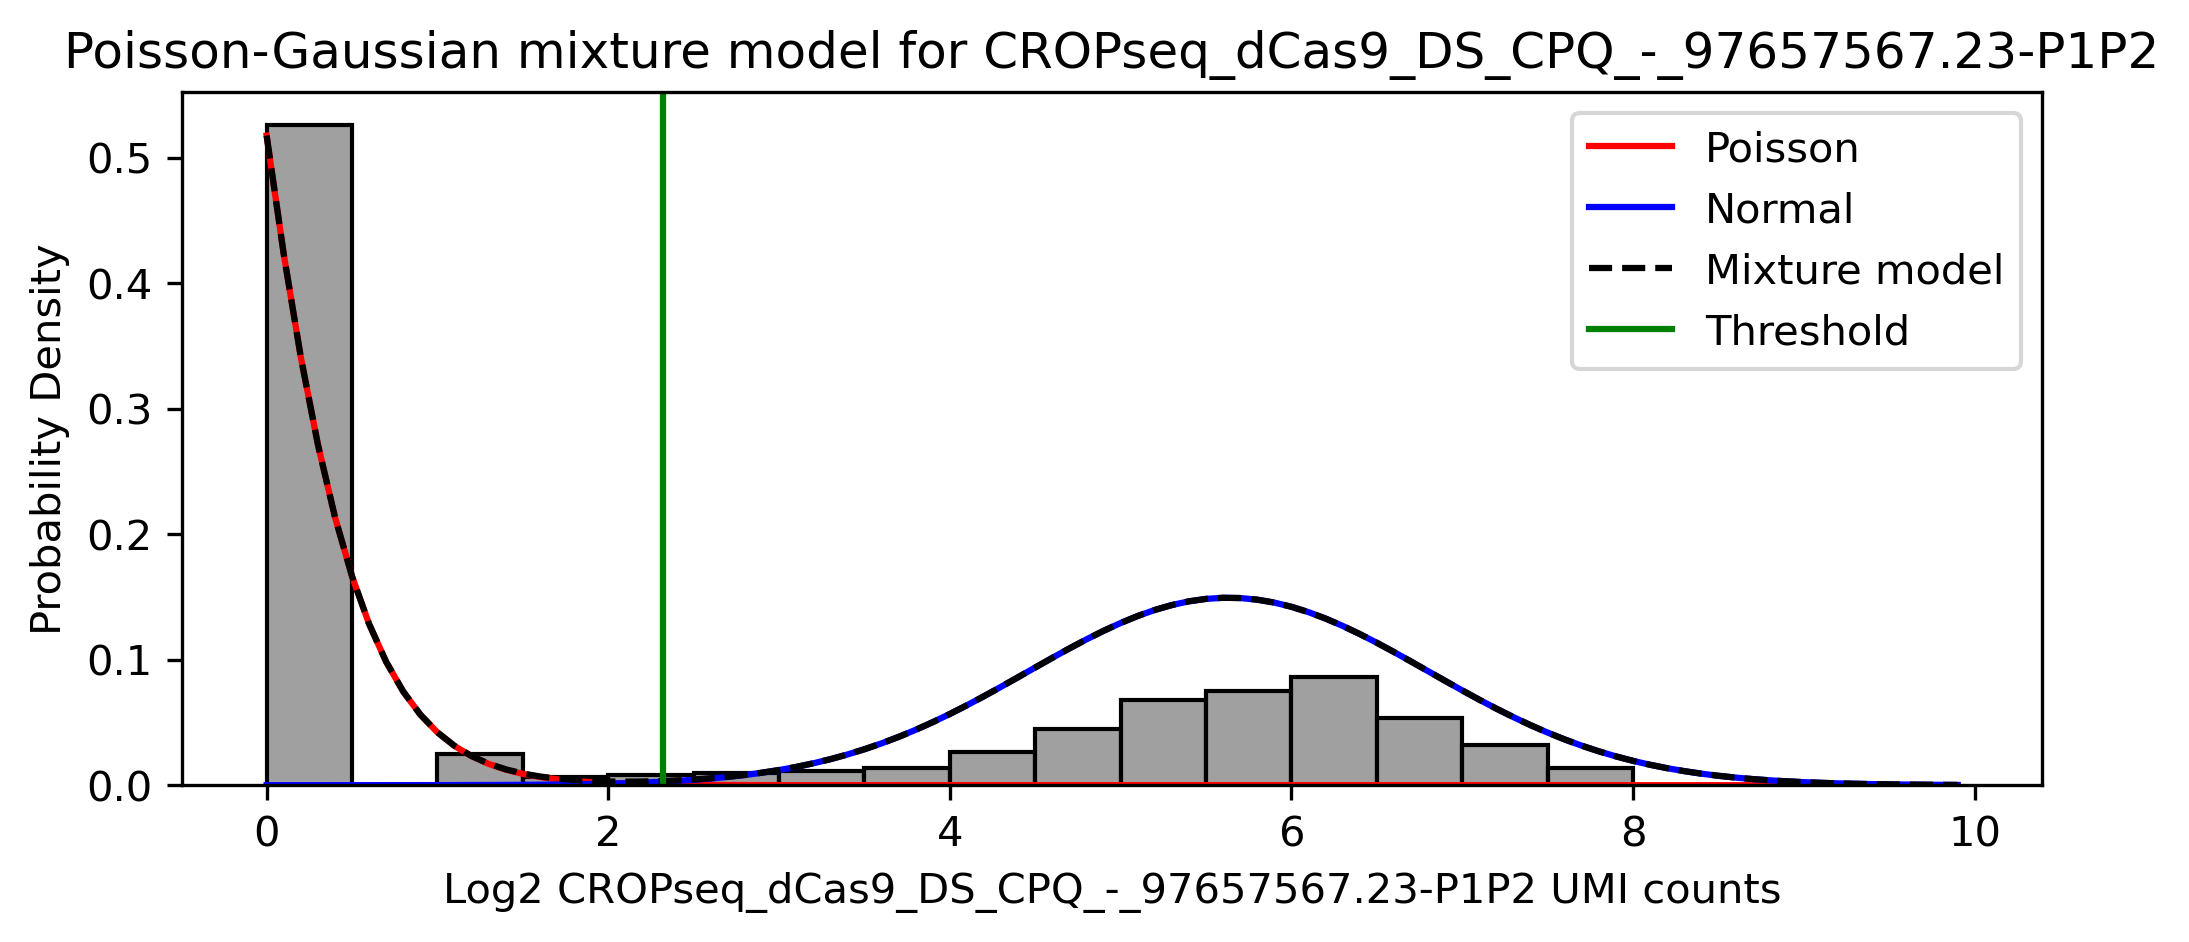 Poisson-Gaussian mixture model for CROPseq_dCas9_DS_CPQ_-_97657567.23-P1P2
Probability Density
0.5
0.4
0.3
0.2
0.1
0.0
0 2 4 6 8 10
Log2 CROPseq_dCas9_DS_CPQ_-_97657567.23-P1P2 UMI counts
Poisson
Normal
Mixture model
Threshold